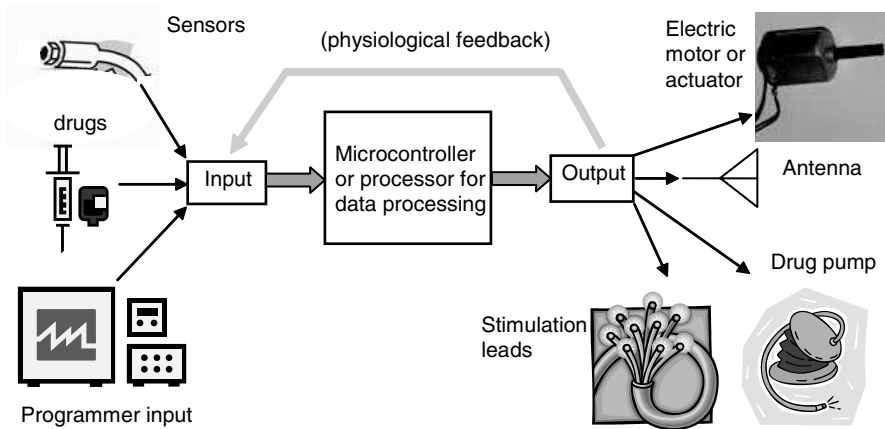 Sensors
(physiological feedback)
Electric
motor or
actuator
drugs
Input
Microcontroller
or processor for
data processing
Output
Antenna
Drug pump
Stimulation
leads
Programmer input